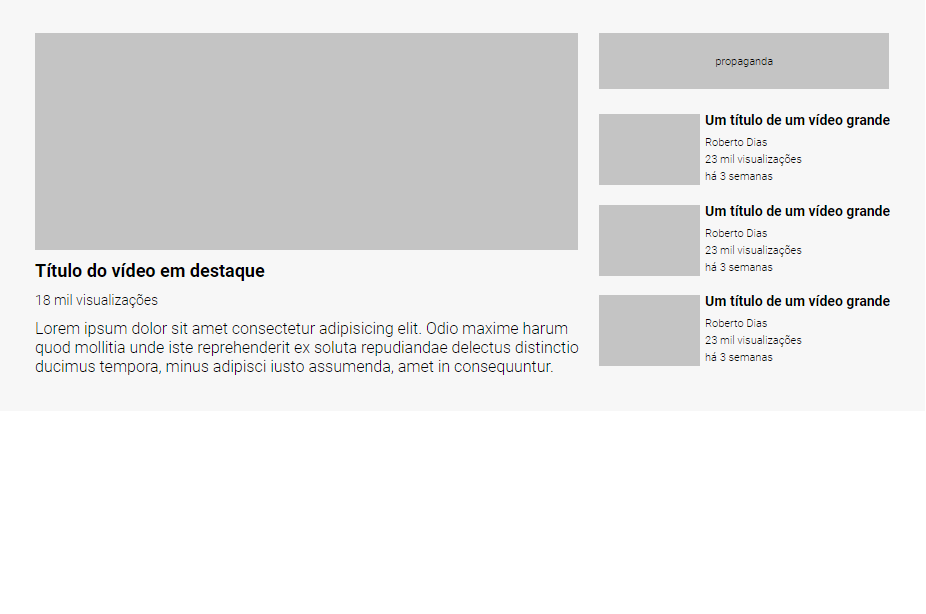 Título do vídeo em destaque
18 mil visualizações
Lorem ipsum dolor sit amet consectetur adipisicing elit. Odio maxime harum
quod mollitia unde iste reprehenderit ex soluta repudiandae delectus distinctio
ducimus tempora, minus adipisci iusto assumenda, amet in consequuntur.
propaganda
Um título de um vídeo grande
Roberto Dias
23 mil visualizações
há 3 semanas
Um título de um vídeo grande
Roberto Dias
23 mil visualizações
há 3 semanas
Um título de um vídeo grande
Roberto Dias
23 mil visualizações
há 3 semanas